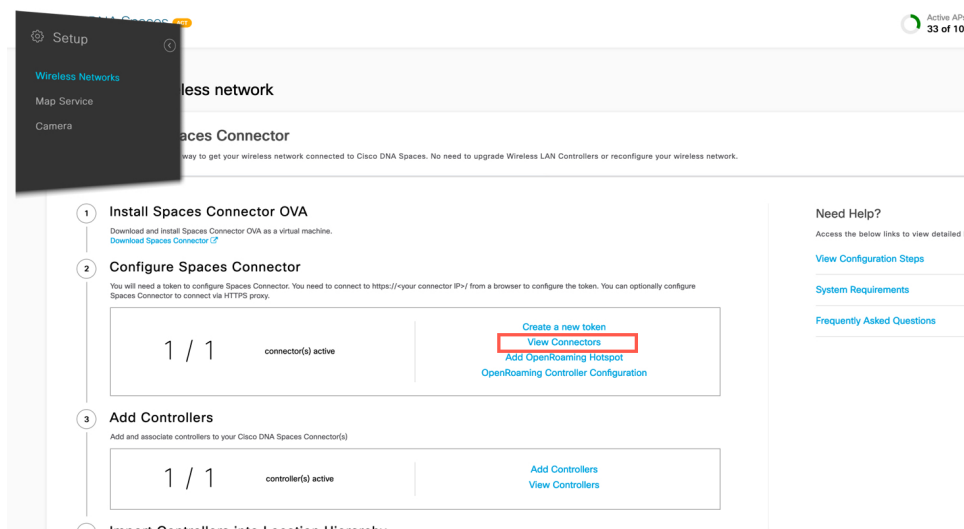 Spaces ACT
Active APs
33 of 10
Setup
Wireless Networks
Map Service
Camera
less network
aces Connector
way to get your wireless network connected to Cisco DNA Spaces. No need to upgrade Wireless LAN Controllers or reconfigure your wireless network.
1
Install Spaces Connector OVA
Download and install Spaces Connector OVA as a virtual machine.
Download Spaces Connector
2
Configure Spaces Connector
You will need a token to configure Spaces Connector. You need to connect to https://<your connector IP>/ from a browser to configure the token. You can optionally configure
Spaces Connector to connect via HTTPS proxy.
1 / 1
connector(s) active
Create a new token
View Connectors
Add OpenRoaming Hotspot
OpenRoaming Controller Configuration
3
Add Controllers
Add and associate controllers to your Cisco DNA Spaces Connector(s)
1 / 1
controller(s) active
Add Controllers
View Controllers
Import Controllers into Location Hierarchy
Need Help?
Access the below links to view detailed
View Configuration Steps
System Requirements
Frequently Asked Questions